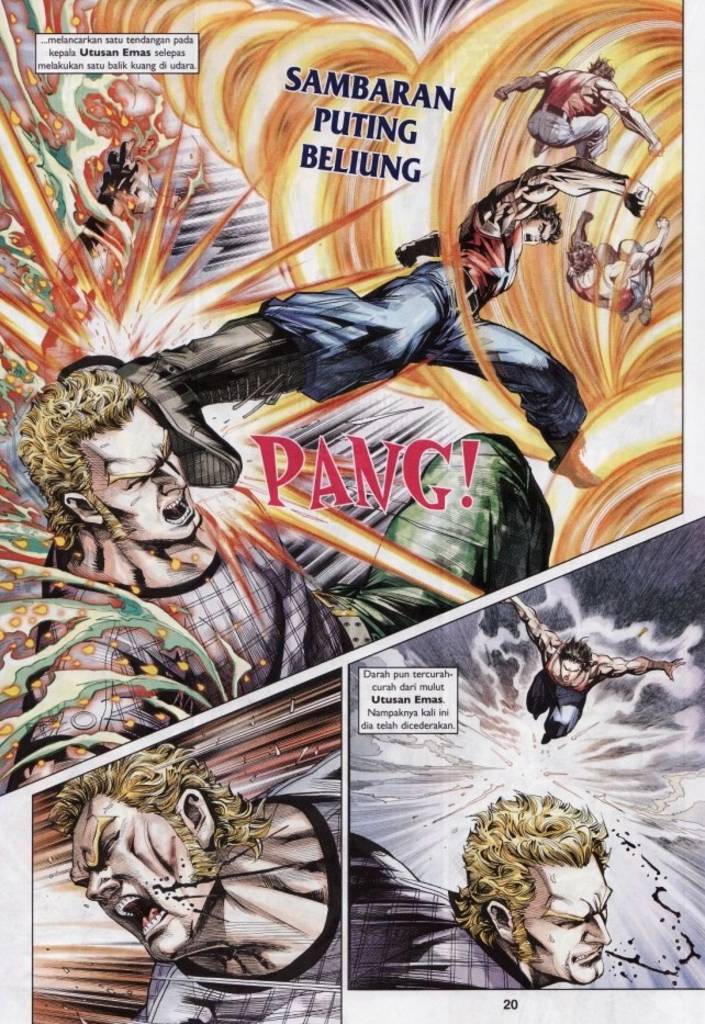 ...melancarkan satu tendangan pada
kepala Utusan Emas selepas
melakukan satu balik kuang di udara.
SAMBARAN
PUTING
BELIUNG
PANG!
Darah pun tercurah-
curah dari mulut
Utusan Emas.
Nampaknya kali ini
dia telah dicederakan.
20